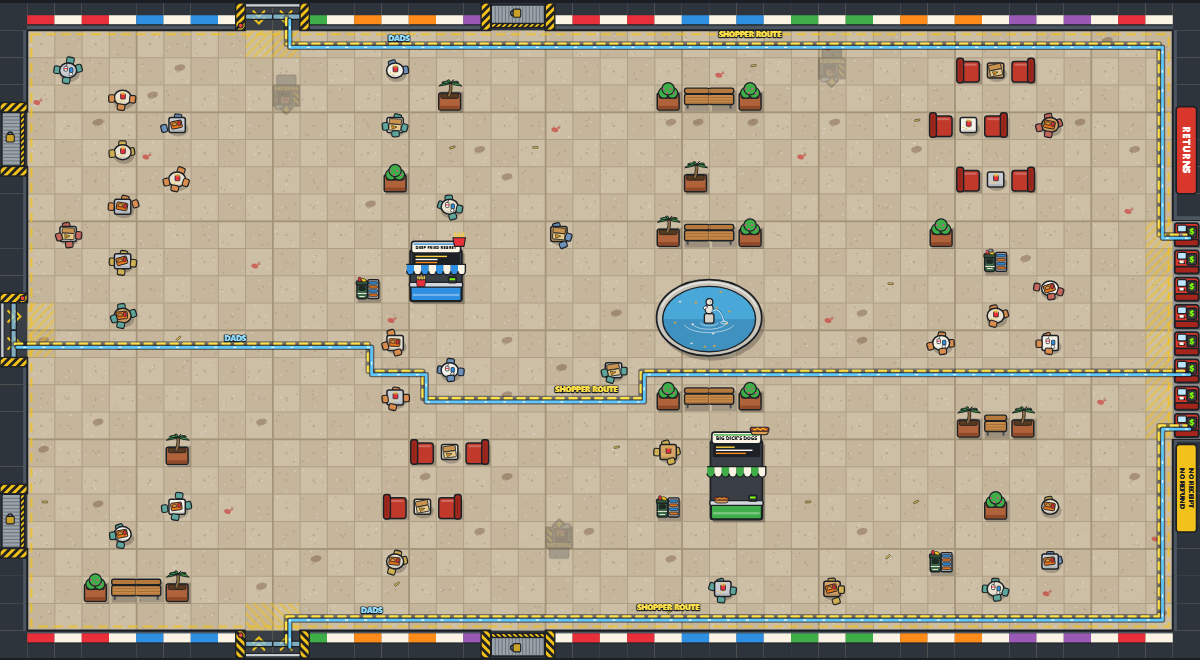 DADS
SHOPPER ROUTE
RETURNS
DEEP FRIED REGRET
DADS
SHOPPER ROUTE
BIG DICK'S DOGS
NO RECEIPT
NO REFUND
DADS
SHOPPER ROUTE